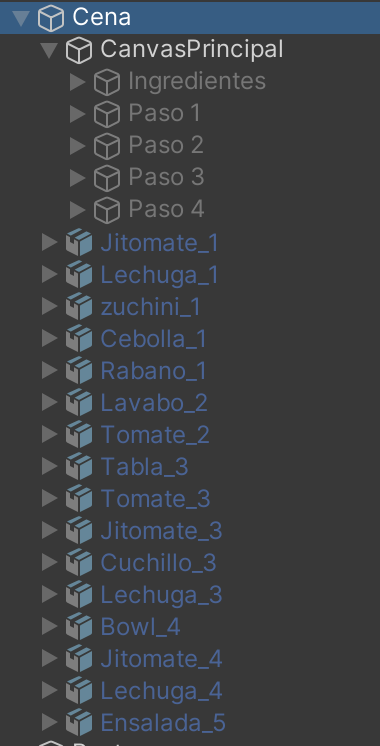 Cena
CanvasPrincipal
Ingredientes
Paso 1
Paso 2
Paso 3
Paso 4
Jitomate_1
Lechuga_1
zuchini_1
Cebolla_1
Rabano_1
Lavabo_2
Tomate_2
Tabla_3
Tomate_3
Jitomate_3
Cuchillo_3
Lechuga_3
Bowl_4
Jitomate_4
Lechuga_4
Ensalada_5